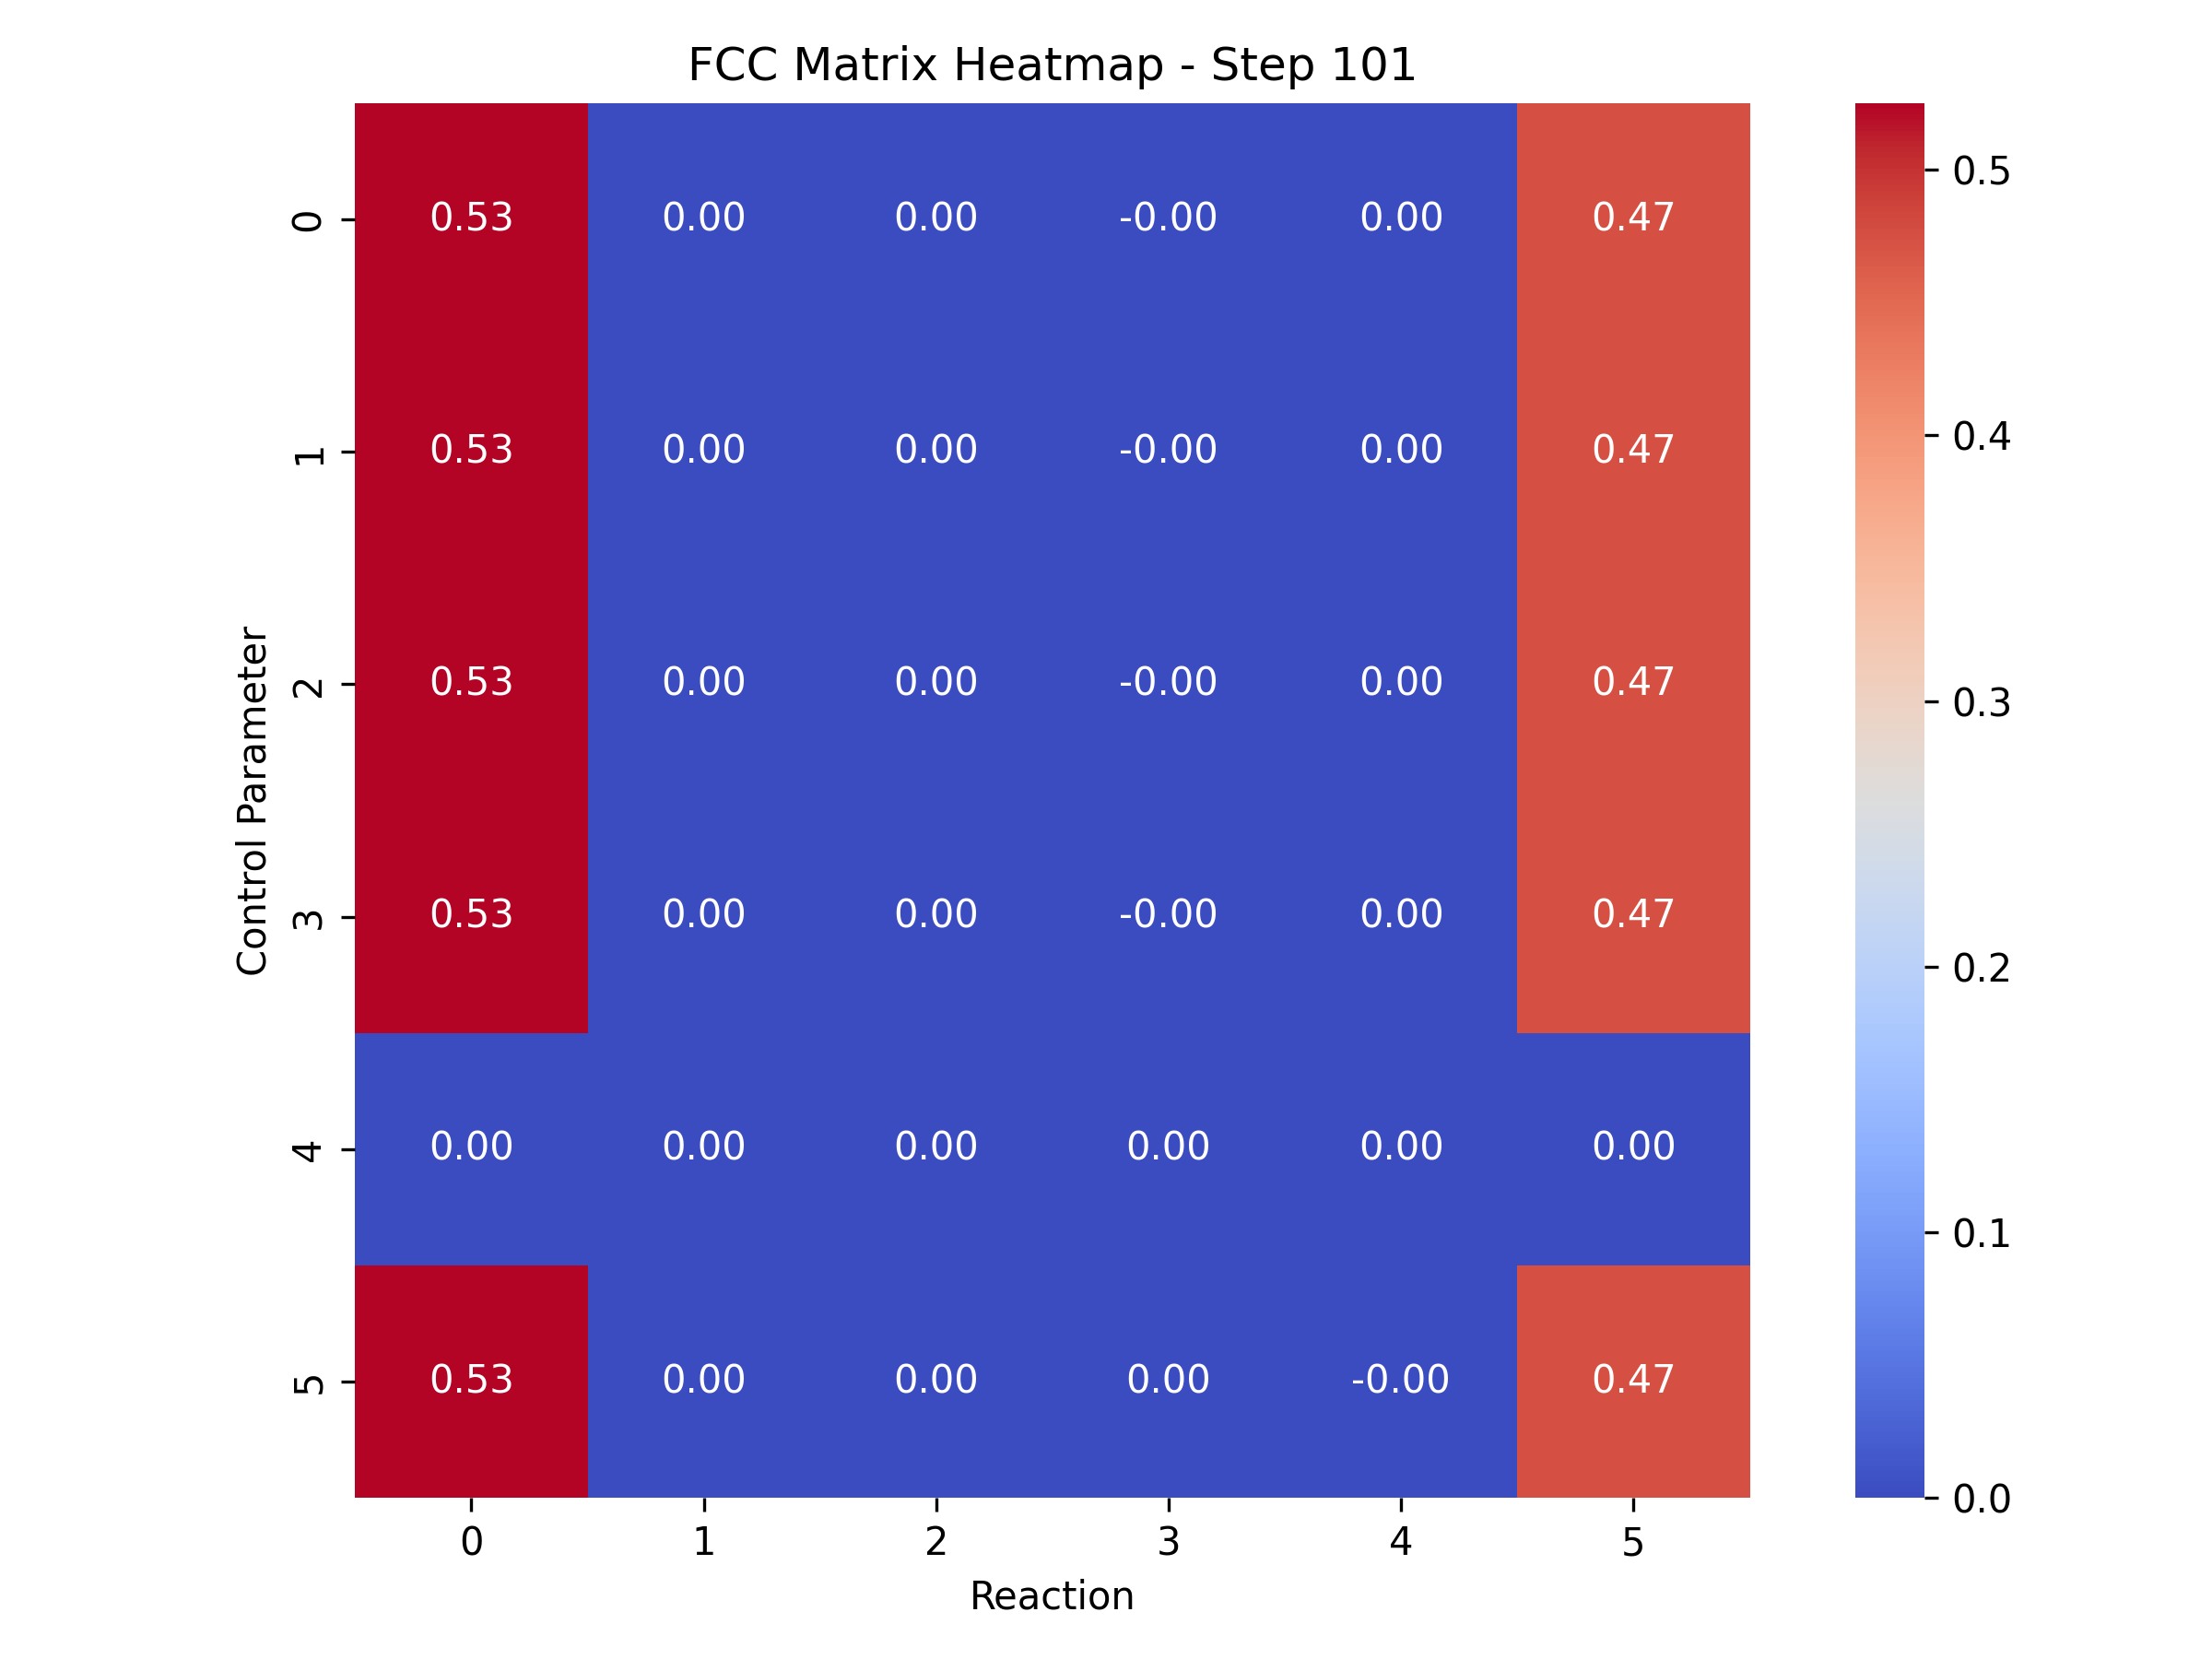 FCC Matrix Heatmap - Step 101
0 0.53 0.00 0.00 -0.00 0.00 0.47
1 0.53 0.00 0.00 -0.00 0.00 0.47
2 0.53 0.00 0.00 -0.00 0.00 0.47
3 0.53 0.00 0.00 -0.00 0.00 0.47
4 0.00 0.00 0.00 0.00 0.00 0.00
5 0.53 0.00 0.00 0.00 -0.00 0.47
0 1 2 3 4 5
Reaction
Control Parameter
0.5
0.4
0.3
0.2
0.1
0.0